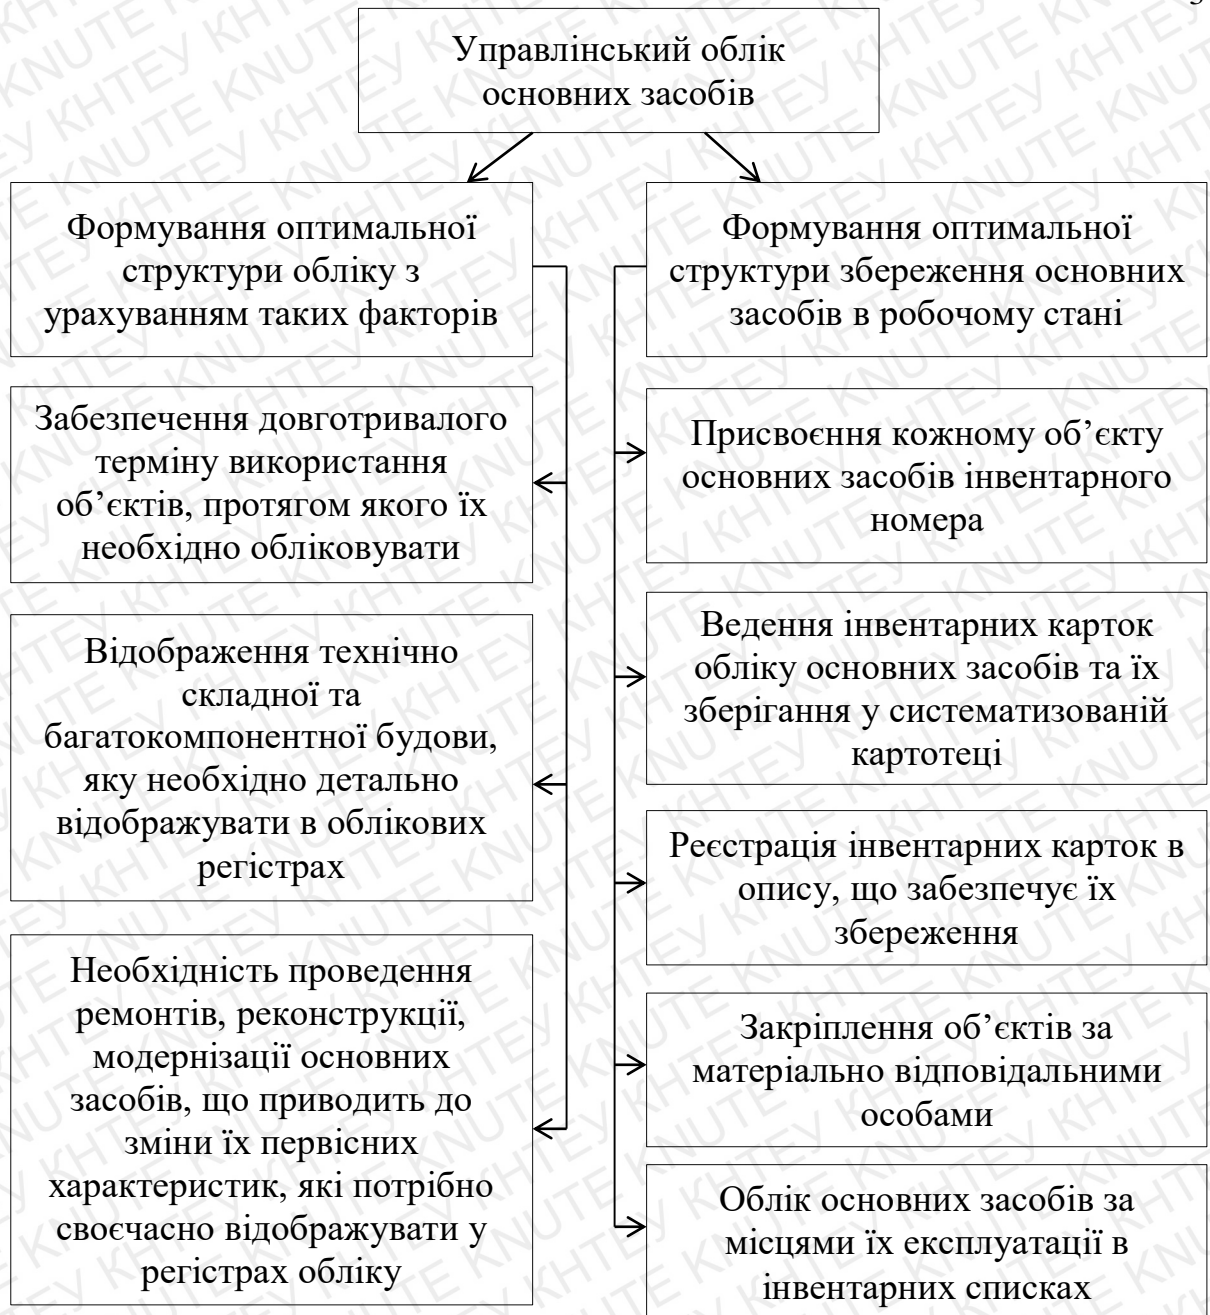 Управлінський облік
основних засобів
Формування оптимальної
структури обліку з
урахуванням таких факторів
Забезпечення довготривалого
терміну використання
об’єктів, протягом якого їх
необхідно обліковувати
Відображення технічно
складної та
багатокомпонентної будови,
яку необхідно детально
відображувати в облікових
регістрах
Необхідність проведення
ремонтів, реконструкції,
модернізації основних
засобів, що приводить до
зміни їх первісних
характеристик, які потрібно
своєчасно відображувати у
регістрах обліку
Формування оптимальної
структури збереження основних
засобів в робочому стані
Присвоєння кожному об’єкту
основних засобів інвентарного
номера
Ведення інвентарних карток
обліку основних засобів та їх
зберігання у систематизованій
картотеці
Реєстрація інвентарних карток в
опису, що забезпечує їх
збереження
Закріплення об’єктів за
матеріально відповідальними
особами
Облік основних засобів за
місцями їх експлуатації в
інвентарних списках